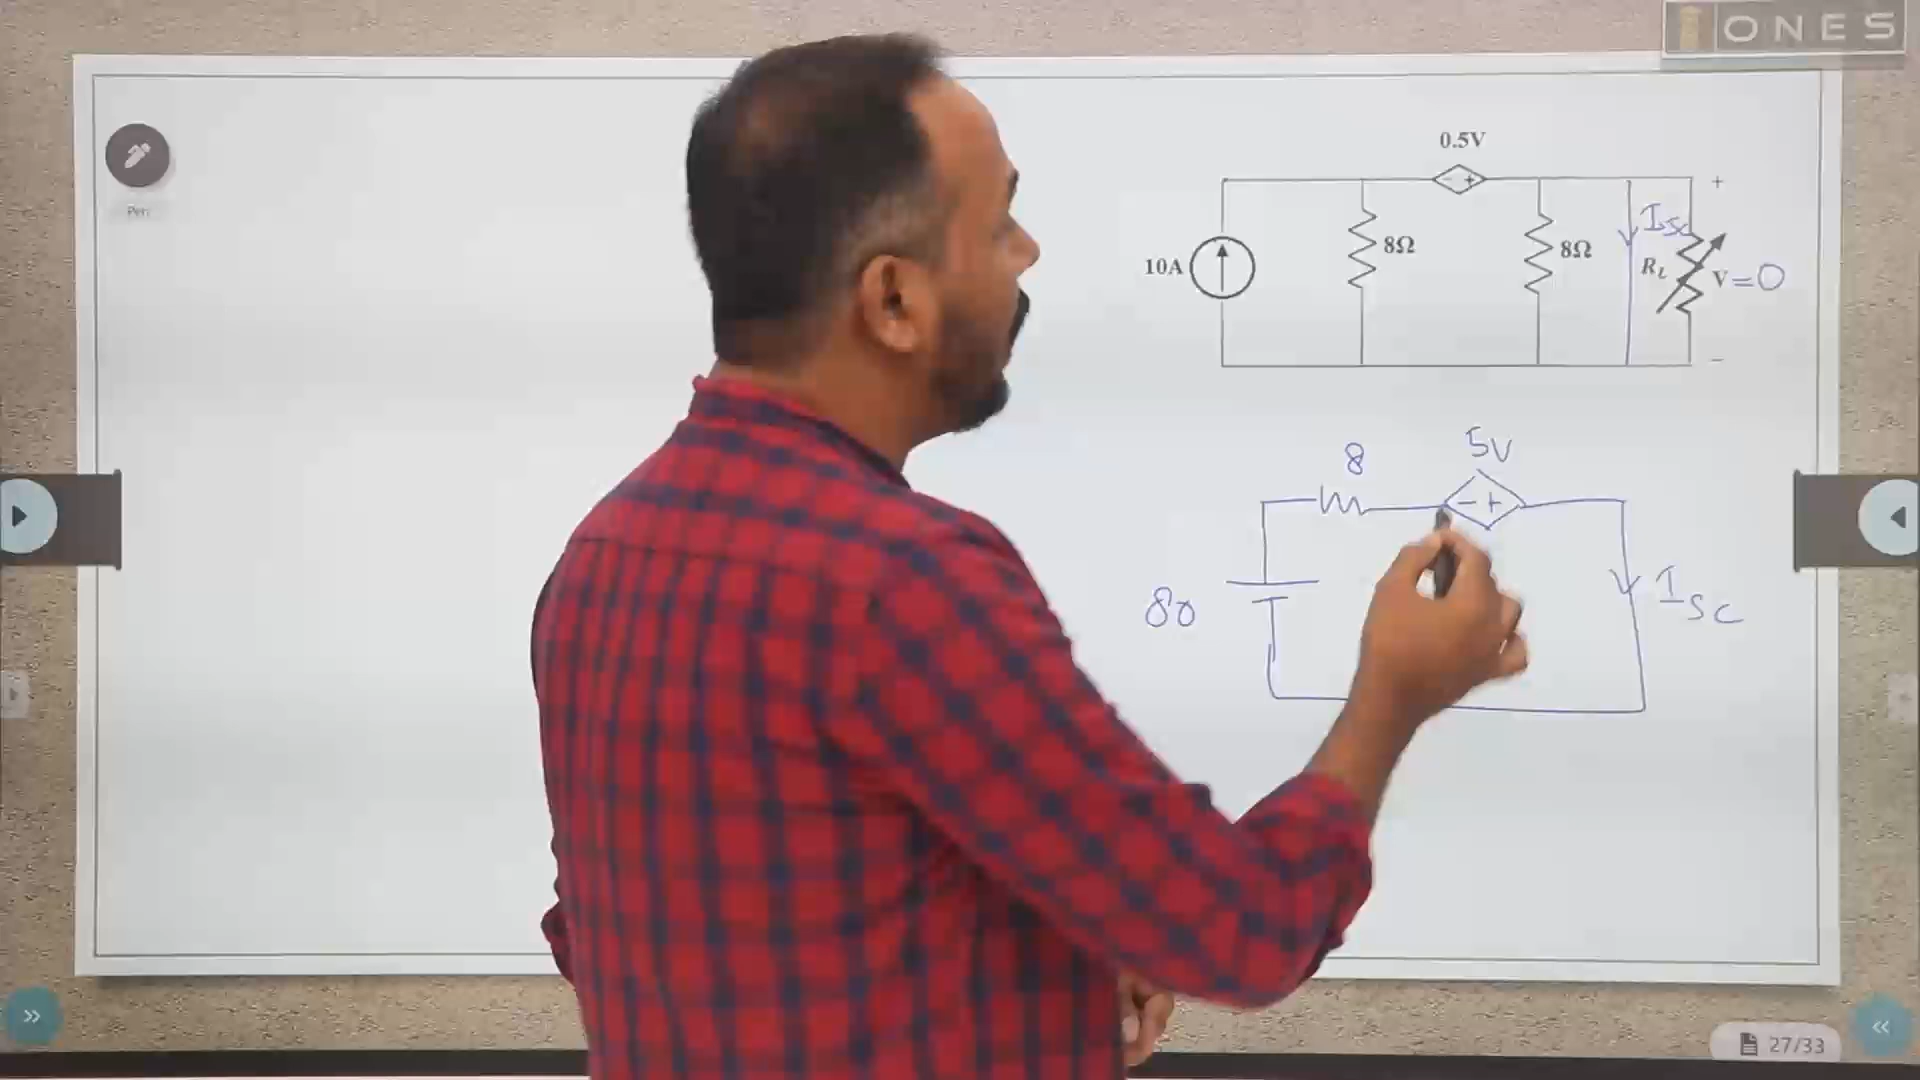 ONES
Pen
0.5V
+
- +
10A
8Ω
8Ω
Isc
RL
V=0
−
8
5V
- +
80
Isc
27/33